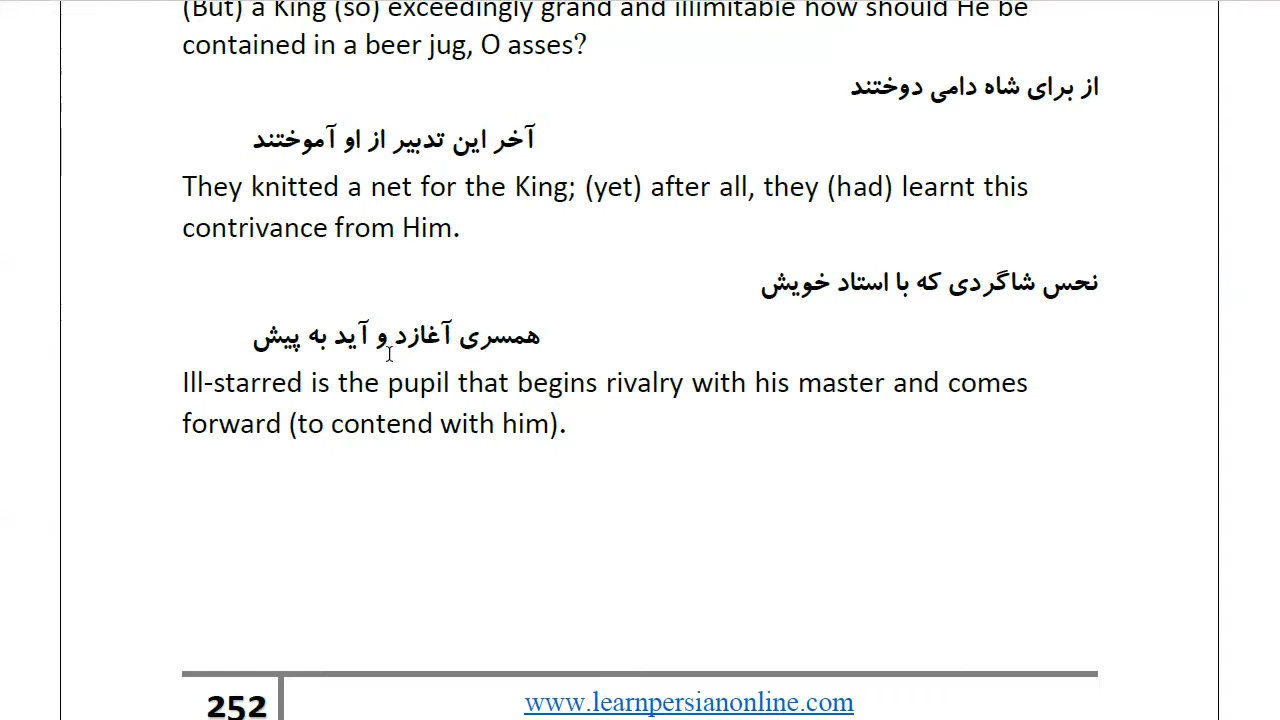 (But) a King (so) exceedingly grand and illimitable how should He be
contained in a beer jug, O asses?
از برای شاه دامی دوختند
آخر این تدبیر از او آموختند
They knitted a net for the King; (yet) after all, they (had) learnt this
contrivance from Him.
نحس شاگردی که با استاد خویش
همسری آغازد و آید به پیش
Ill-starred is the pupil that begins rivalry with his master and comes
forward (to contend with him).
252
www.learnpersianonline.com